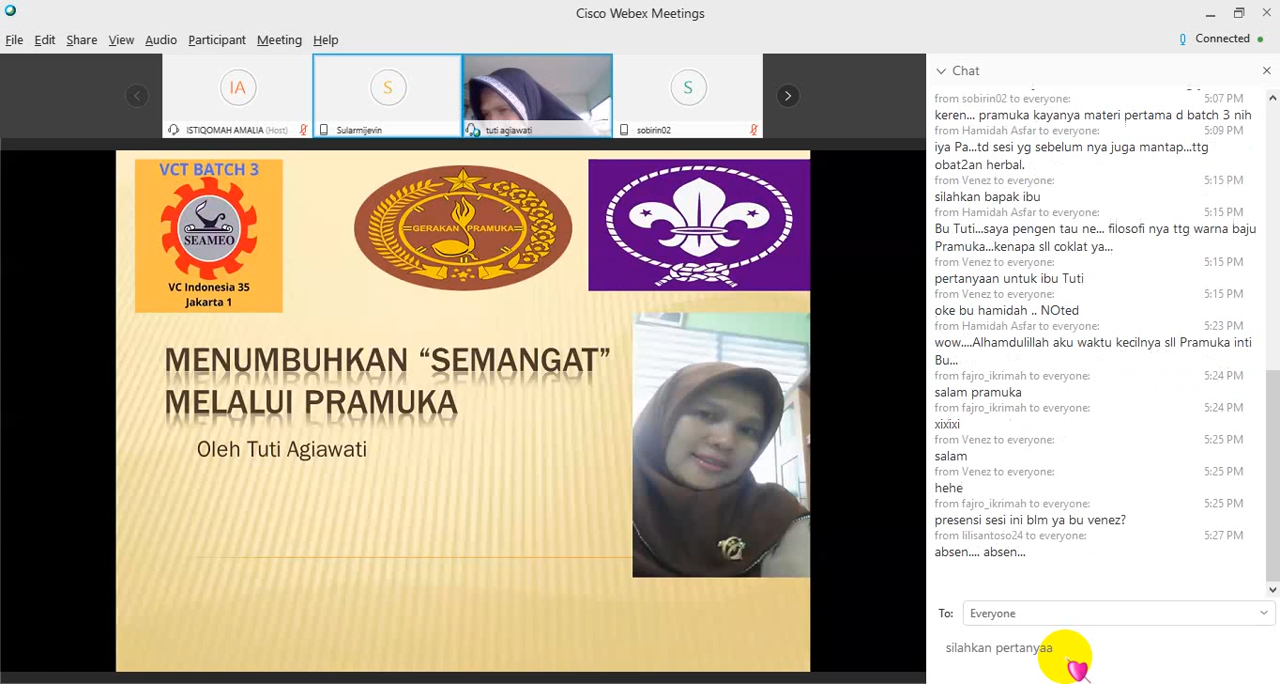 Cisco Webex Meetings
File Edit Share View Audio Participant Meeting Help
Connected
IA
S
S
ISTIQOMAH AMALIA (Host)
Sularmijevin
tuti agiawati
sobirin02
VCT BATCH 3
SEAMEO
VC Indonesia 35
Jakarta 1
GERAKAN PRAMUKA
MENUMBUHKAN “SEMANGAT”
MELALUI PRAMUKA
Oleh Tuti Agiawati
Chat
from sobirin02 to everyone: 5:07 PM
keren... pramuka kayanya materi pertama d batch 3 nih
from Hamidah Asfar to everyone: 5:09 PM
iya Pa...td sesi yg sebelum nya juga mantap...ttg
obat2an herbal.
from Venez to everyone: 5:15 PM
silahkan bapak ibu
from Hamidah Asfar to everyone: 5:15 PM
Bu Tuti...saya pengen tau ne... filosofi nya ttg warna baju
Pramuka...kenapa sll coklat ya...
from Venez to everyone: 5:15 PM
pertanyaan untuk ibu Tuti
from Venez to everyone: 5:15 PM
oke bu hamidah .. NOted
from Hamidah Asfar to everyone: 5:23 PM
wow....Alhamdulillah aku waktu kecilnya sll Pramuka inti
Bu...
from fajro_ikrimah to everyone: 5:24 PM
salam pramuka
from fajro_ikrimah to everyone: 5:24 PM
xixixi
from Venez to everyone: 5:25 PM
salam
from Venez to everyone: 5:25 PM
hehe
from fajro_ikrimah to everyone: 5:25 PM
presensi sesi ini blm ya bu venez?
from lilisantoso24 to everyone: 5:27 PM
absen.... absen...
To: Everyone
silahkan pertanyaa